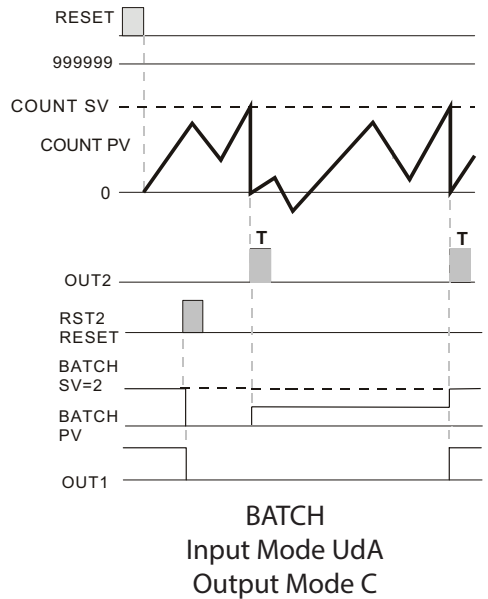 RESET
999999
COUNT SV
COUNT PV
0
T
T
OUT2
RST2
RESET
BATCH
SV=2
BATCH
PV
OUT1
BATCH
Input Mode UdA
Output Mode C